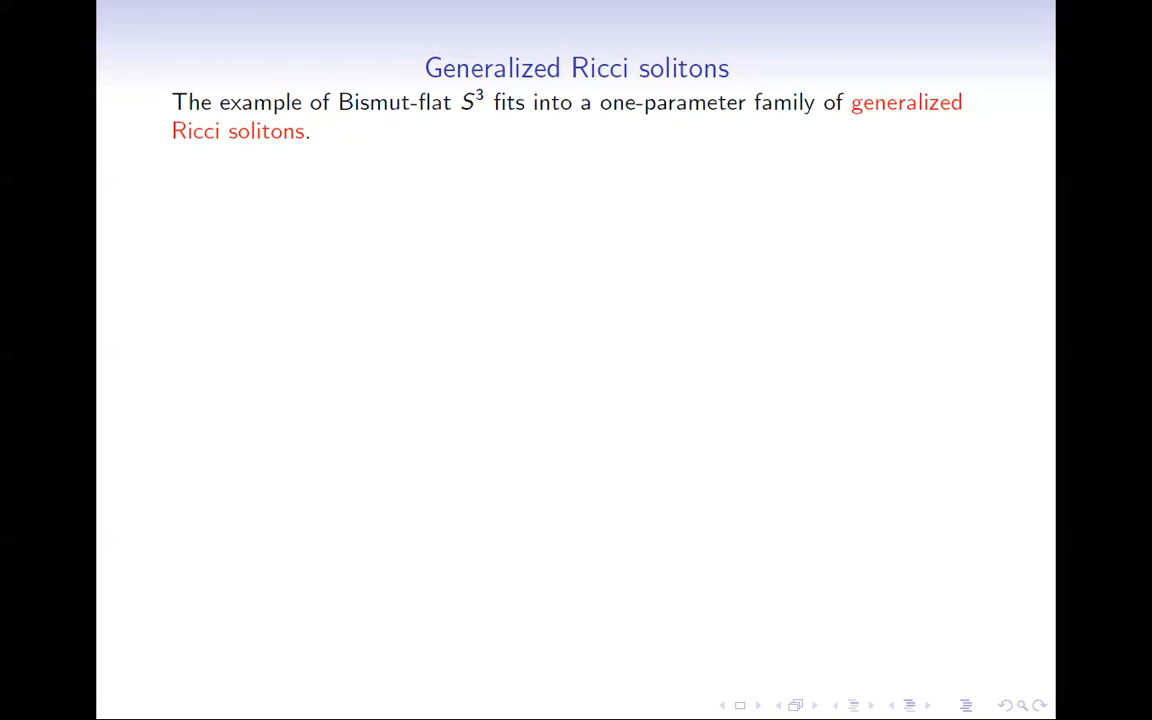 Generalized Ricci solitons
The example of Bismut-flat S³ fits into a one-parameter family of generalized
Ricci solitons.